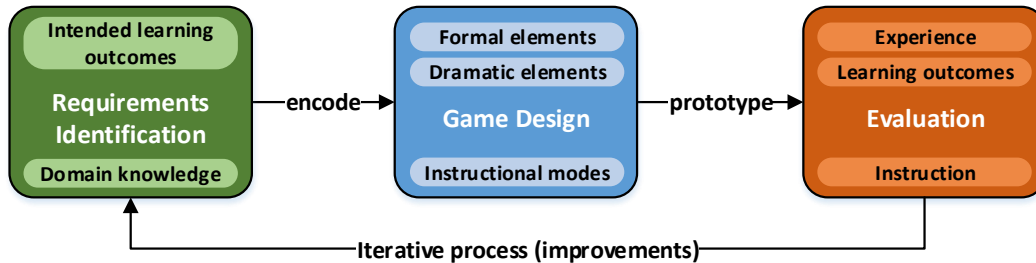 Intended learning
outcomes
Requirements
Identification
Domain knowledge
encode
Formal elements
Dramatic elements
Game Design
Instructional modes
prototype
Experience
Learning outcomes
Evaluation
Instruction
Iterative process (improvements)